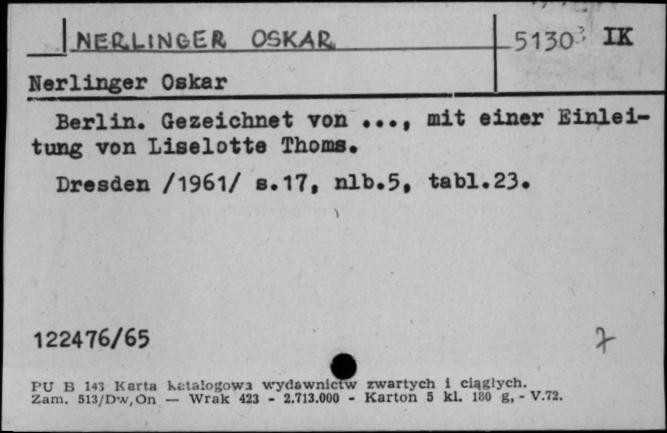 NERLINGER OSKAR 5130³ IK
Nerlinger Oskar
Berlin. Gezeichnet von ..., mit einer Einlei-
tung von Liselotte Thoms.
Dresden /1961/ s.17, nlb.5, tabl.23.
122476/65
7
PU B 143 Karta katalogowa wydawnictw zwartych i ciągłych.
Zam. 513/Dw,On — Wrak 423 - 2.713.000 - Karton 5 kl. 180 g, - V.72.